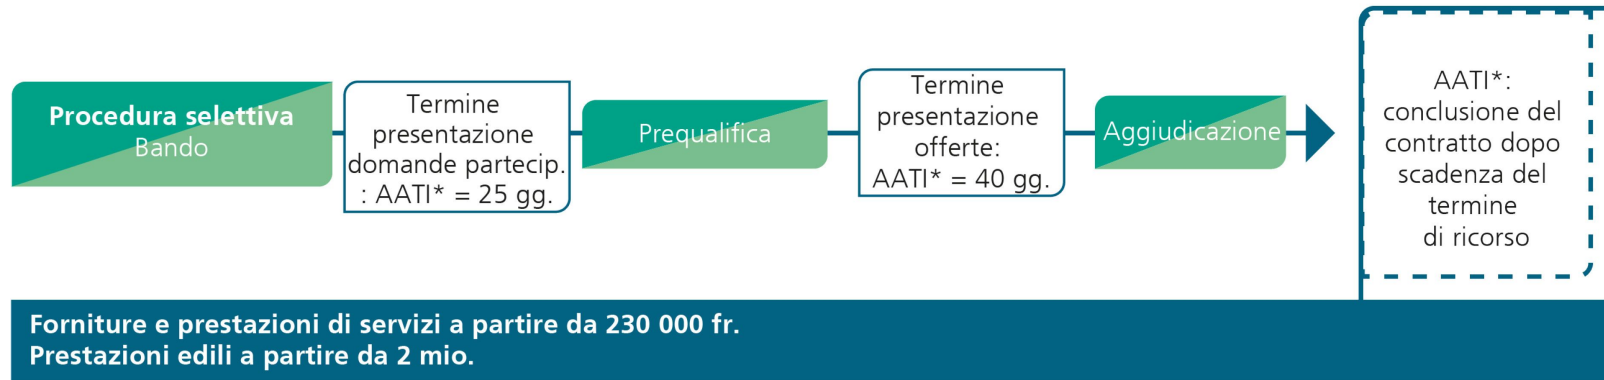 Procedura selettiva
Bando
Termine
presentazione
domande partecip.
: AATI* = 25 gg.
Prequalifica
Termine
presentazione
offerte:
AATI* = 40 gg.
Aggiudicazione
AATI*:
conclusione del
contratto dopo
scadenza del
termine
di ricorso
Forniture e prestazioni di servizi a partire da 230 000 fr.
Prestazioni edili a partire da 2 mio.